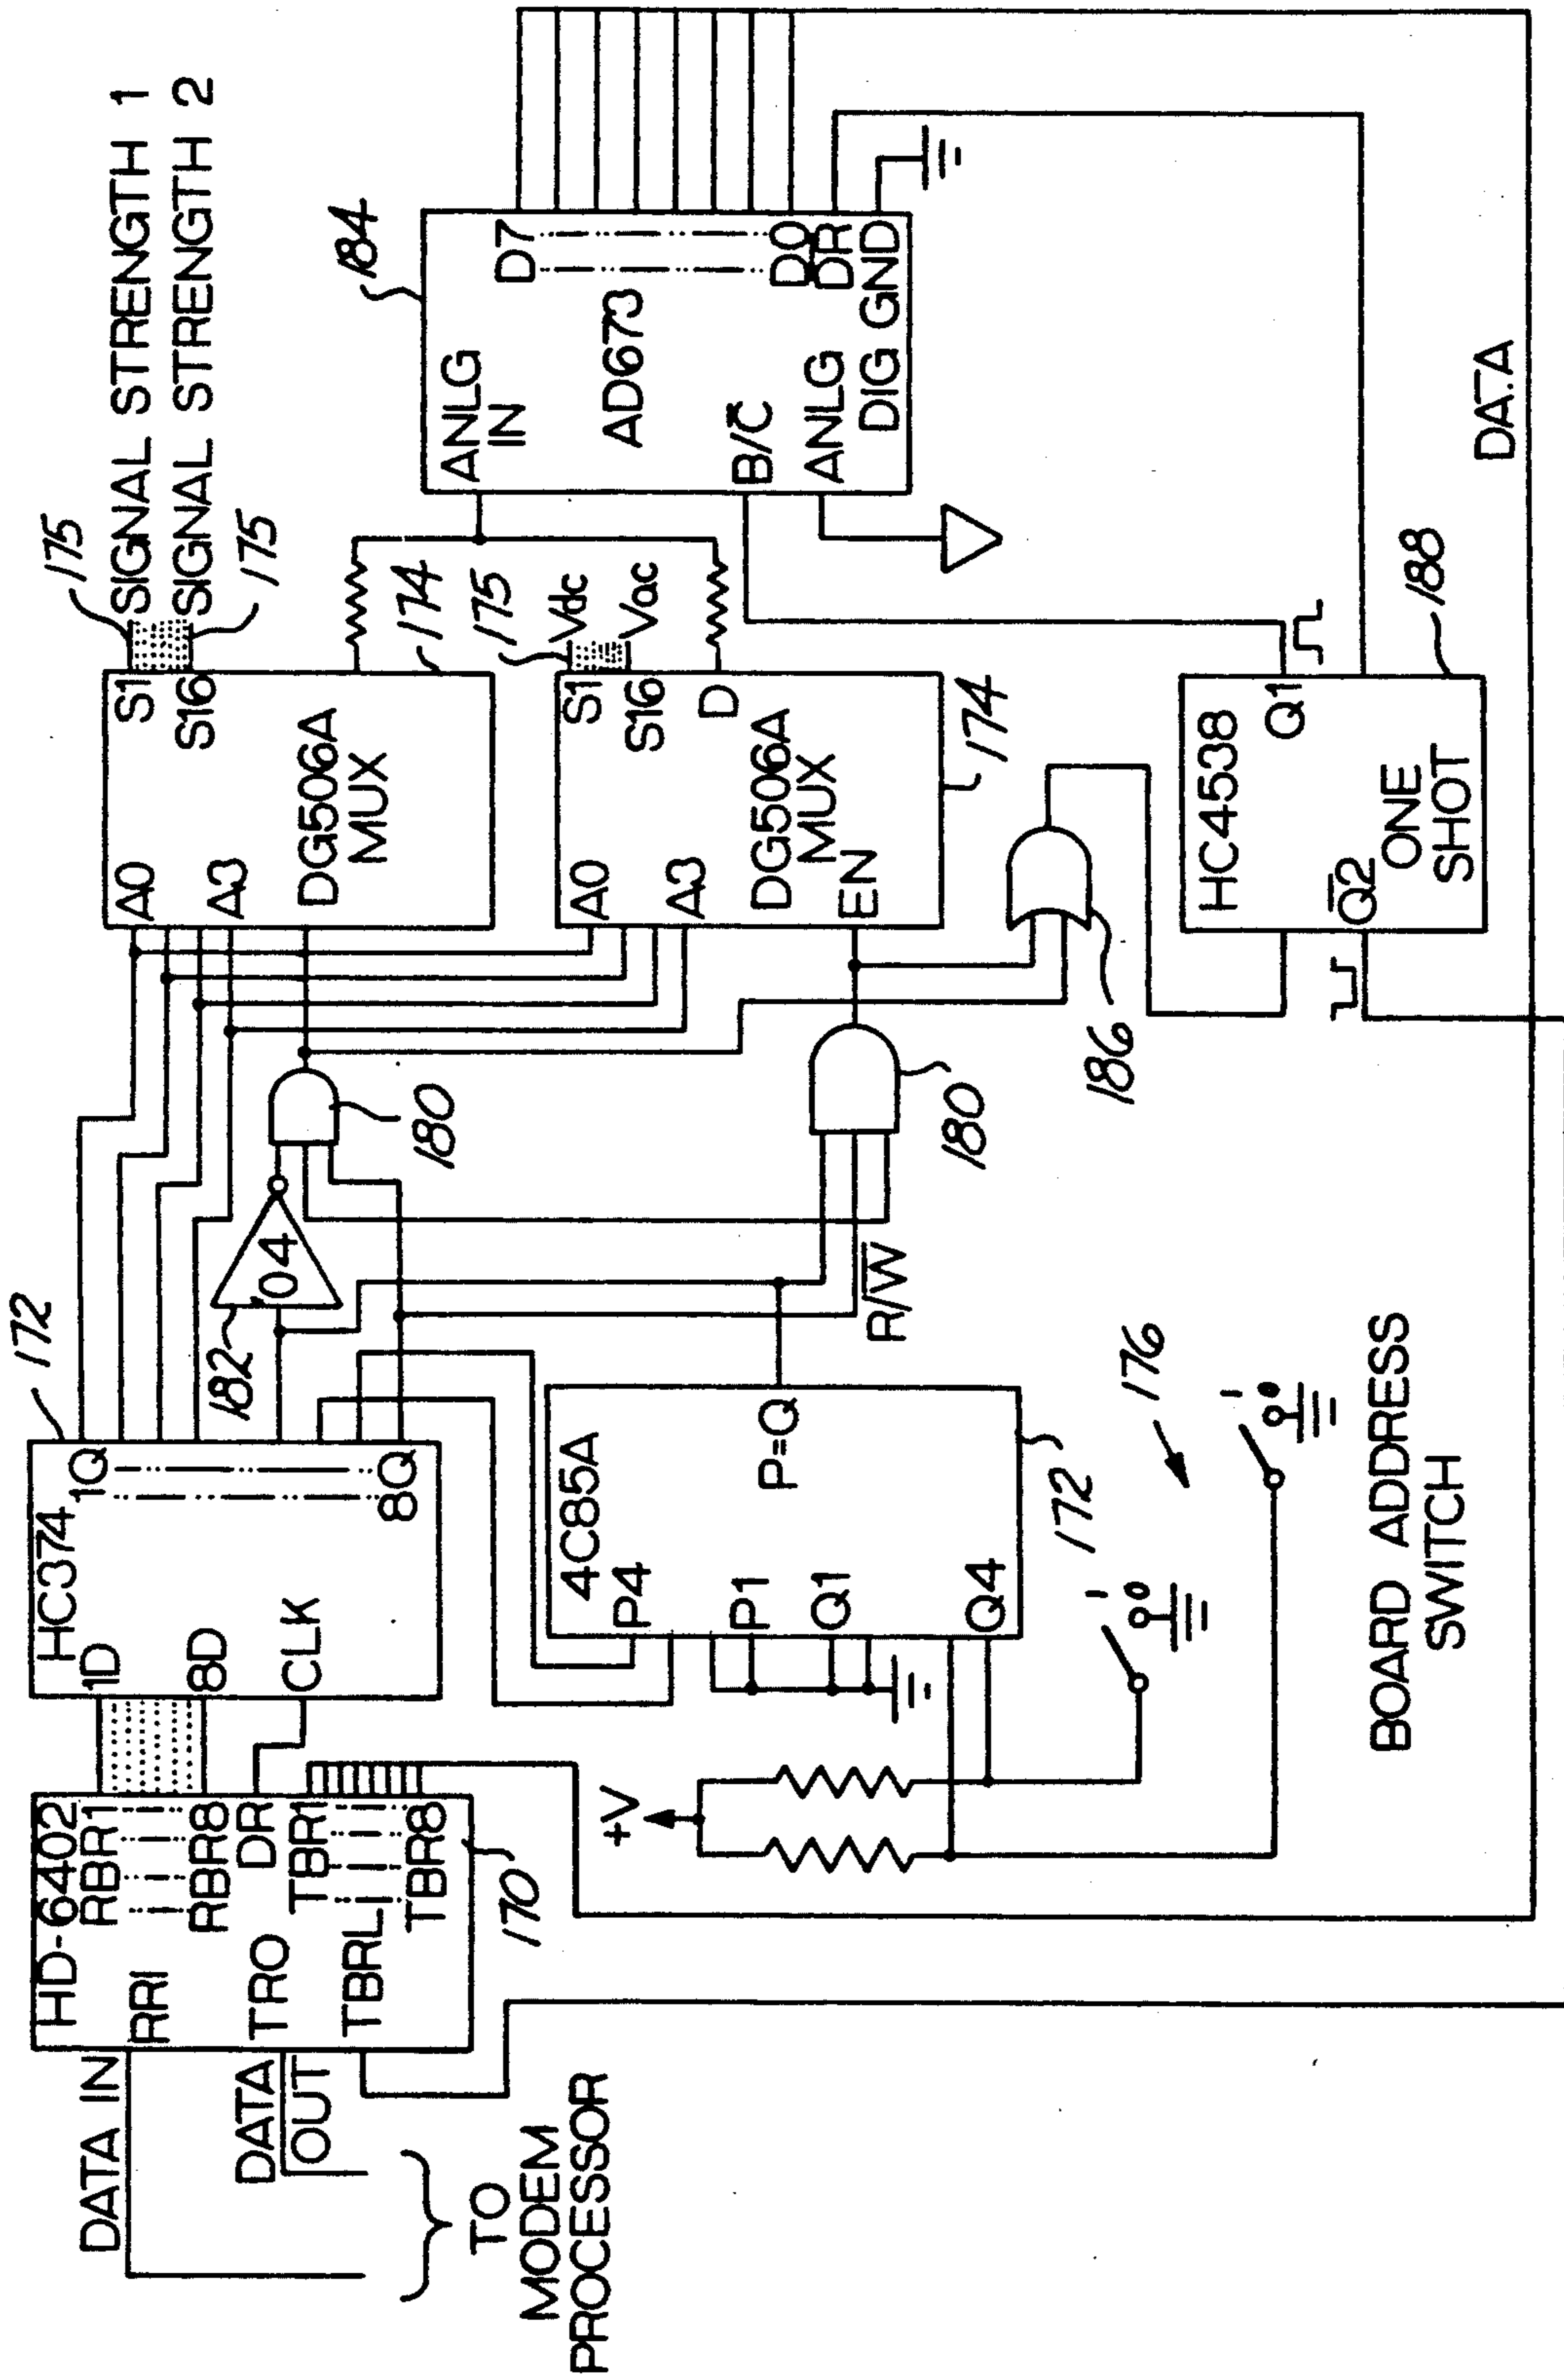 DATA IN
DATA
OUT
TO
MODEM
PROCESSOR
HD-6402
RBR1
RRI
RBR8
TRO
DR
TBRL
TBR1
TBR8
170
HC374
1D
1Q
8D
8Q
CLK
172
182
'04
180
4C85A
P4
P=Q
P1
Q1
Q4
172
R/W
180
+V
176
1
0
1
0
BOARD ADDRESS
SWITCH
A0
S1
S16
A3
DG506A
MUX
174
175
SIGNAL STRENGTH 1
SIGNAL STRENGTH 2
175
A0
S1
S16
A3
D
DG506A
MUX
EN
174
175
Vdc
Vac
186
HC4538
Q1
Q2
ONE
SHOT
188
184
ANLG
IN
D7
AD673
B/C
D0
DR
ANLG
DIG GND
DATA